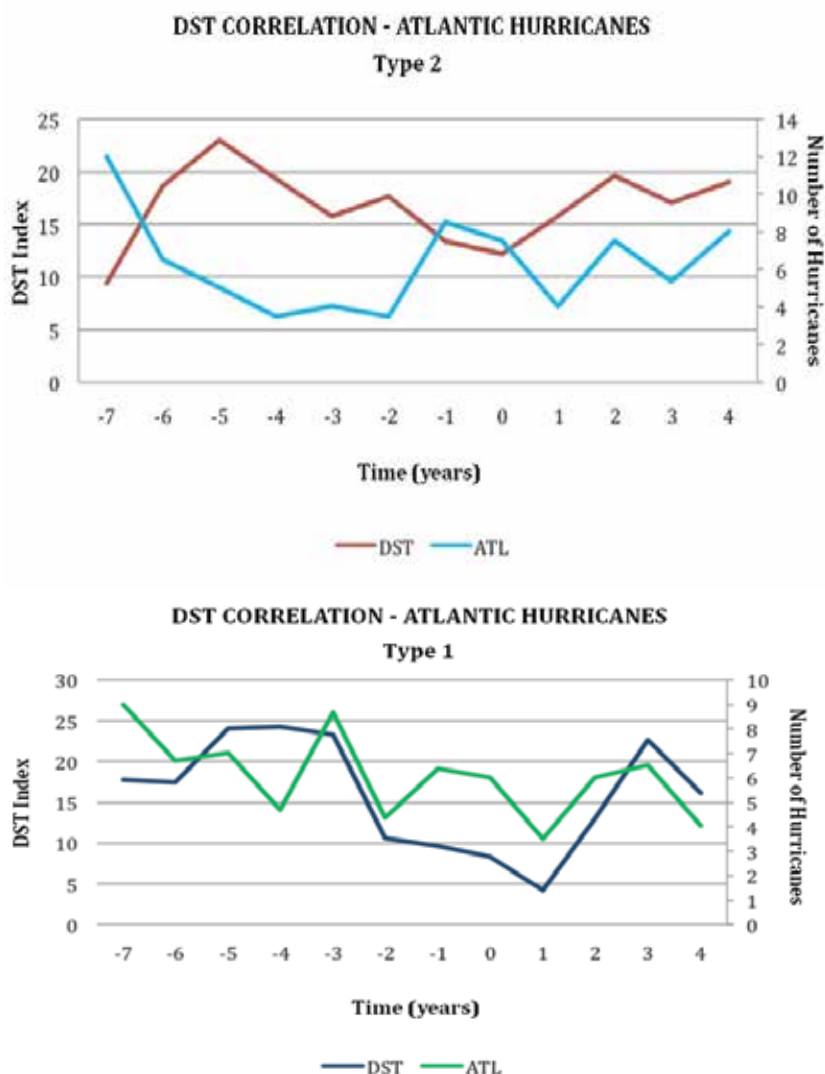 DST CORRELATION - ATLANTIC HURRICANES
Type 2
25
20
15
10
5
0
DST Index
14
12
10
8
6
4
2
0
Number of Hurricanes
-7 -6 -5 -4 -3 -2 -1 0 1 2 3 4
Time (years)
DST ATL
DST CORRELATION - ATLANTIC HURRICANES
Type 1
30
25
20
15
10
5
0
DST Index
10
9
8
7
6
5
4
3
2
1
0
Number of Hurricanes
-7 -6 -5 -4 -3 -2 -1 0 1 2 3 4
Time (years)
DST ATL